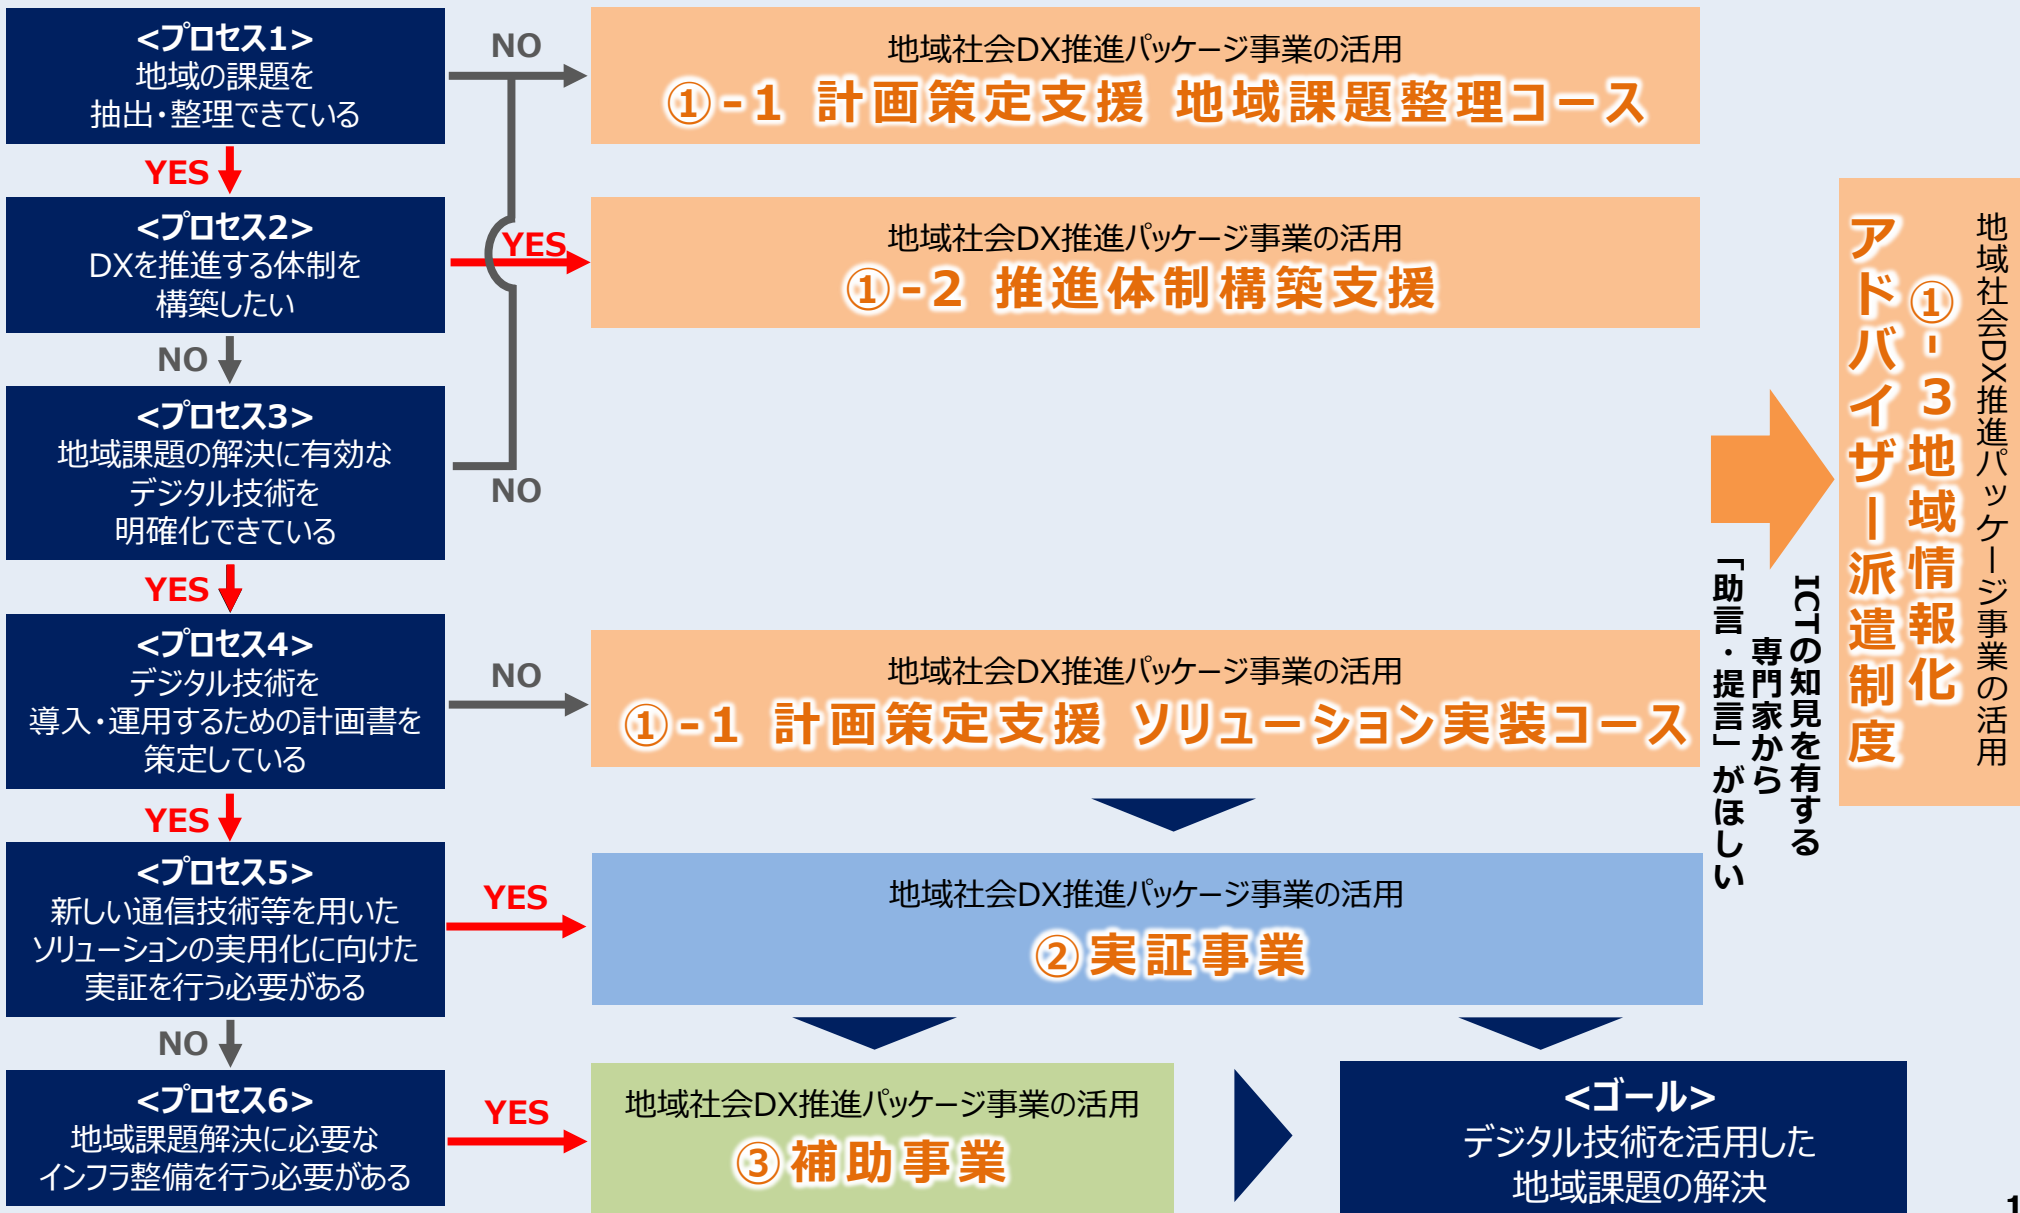 <プロセス1>
地域の課題を
抽出・整理できている
NO
地域社会DX推進パッケージ事業の活用
①-1 計画策定支援 地域課題整理コース
YES
<プロセス2>
DXを推進する体制を
構築したい
YES
地域社会DX推進パッケージ事業の活用
①-2 推進体制構築支援
NO
<プロセス3>
地域課題の解決に有効な
デジタル技術を
明確化できている
NO
YES
<プロセス4>
デジタル技術を
導入・運用するための計画書を
策定している
NO
地域社会DX推進パッケージ事業の活用
①-1 計画策定支援 ソリューション実装コース
YES
<プロセス5>
新しい通信技術等を用いた
ソリューションの実用化に向けた
実証を行う必要がある
YES
地域社会DX推進パッケージ事業の活用
②実証事業
NO
<プロセス6>
地域課題解決に必要な
インフラ整備を行う必要がある
YES
地域社会DX推進パッケージ事業の活用
③補助事業
<ゴール>
デジタル技術を活用した
地域課題の解決
ICTの知見を有する
専門家から
「助言・提言」がほしい
地域社会DX推進パッケージ事業の活用
①-3地域情報化
アドバイザー派遣制度
1